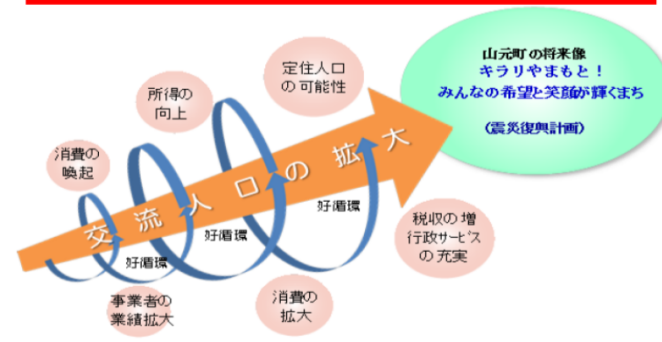 山元町の将来像
キラリやまもと！
みんなの希望と笑顔が輝くまち
（震災復興計画）
定住人口
の可能性
所得の
向上
消費の
喚起
交流人口の拡大
好循環
好循環
好循環
税収の増
行政サービス
の充実
事業者の
業績拡大
消費の
拡大